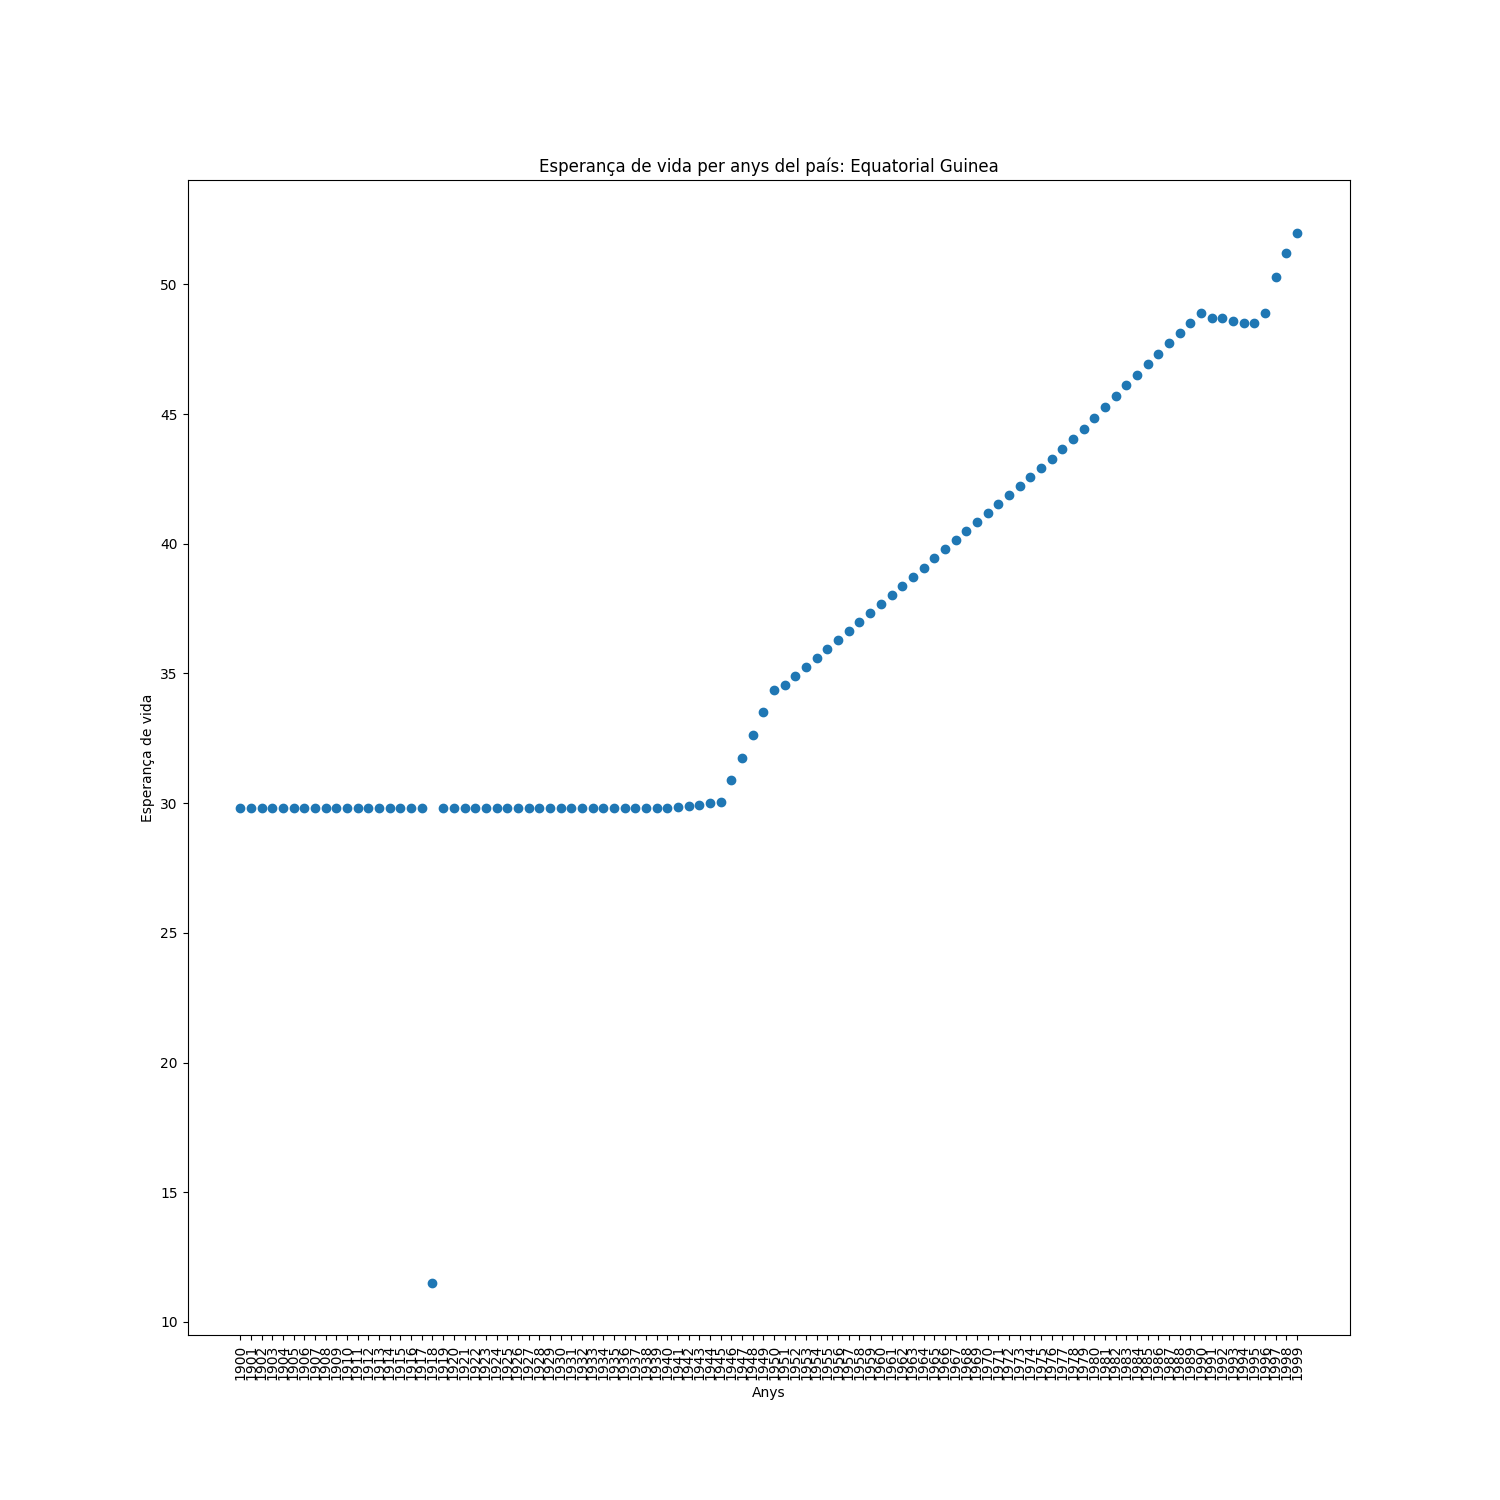 Esperança de vida per anys del país: Equatorial Guinea
Esperança de vida
50
45
40
35
30
25
20
15
10
1900 1901 1902 1903 1904 1905 1906 1907 1908 1909 1910 1911 1912 1913 1914 1915 1916 1917 1918 1919 1920 1921 1922 1923 1924 1925 1926 1927 1928 1929 1930 1931 1932 1933 1934 1935 1936 1937 1938 1939 1940 1941 1942 1943 1944 1945 1946 1947 1948 1949 1950 1951 1952 1953 1954 1955 1956 1957 1958 1959 1960 1961 1962 1963 1964 1965 1966 1967 1968 1969 1970 1971 1972 1973 1974 1975 1976 1977 1978 1979 1980 1981 1982 1983 1984 1985 1986 1987 1988 1989 1990 1991 1992 1993 1994 1995 1996 1997 1998 1999
Anys